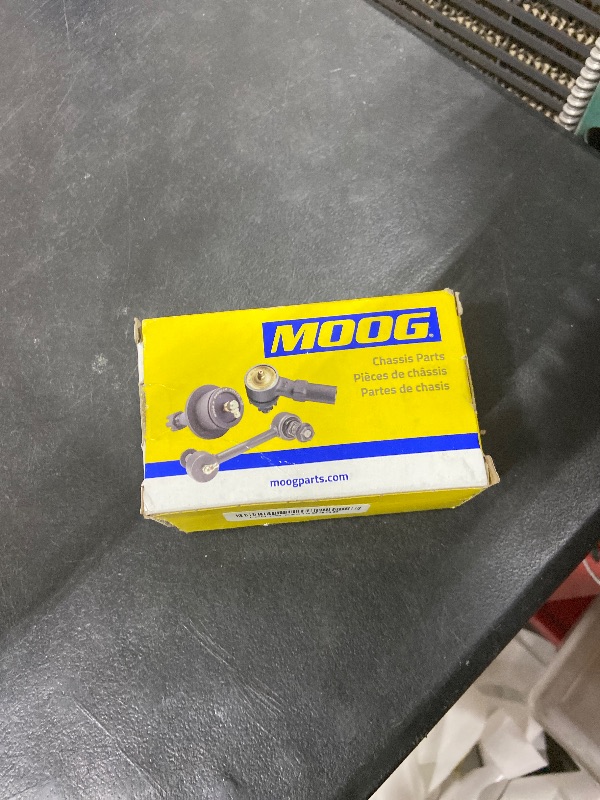 MOOG.
Chassis Parts
Pièces de châssis
Partes de chasis
moogparts.com